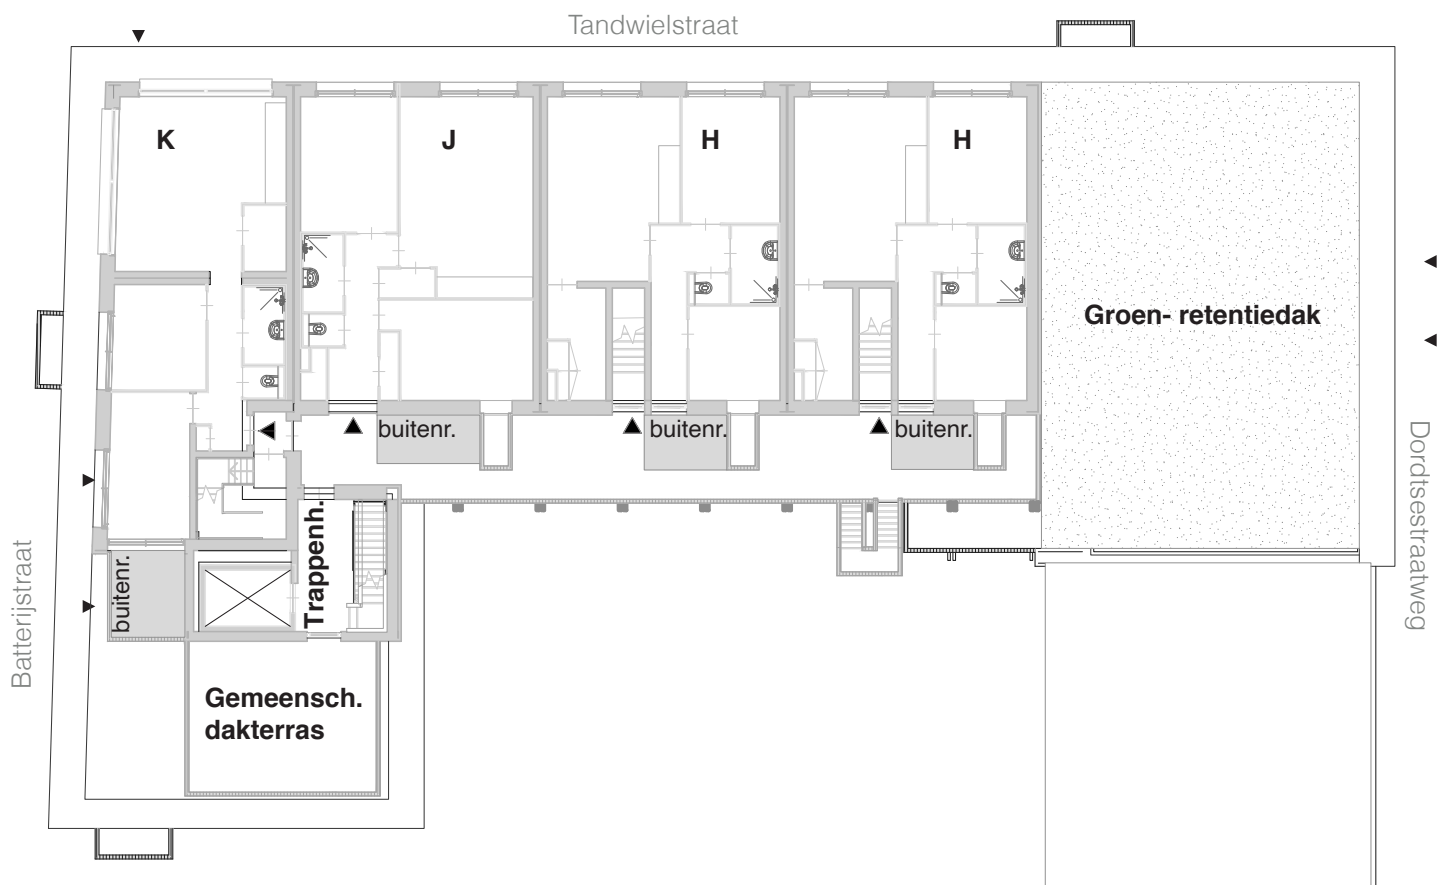 Tandwielstraat
K
J
H
H
Groen- retentiedak
buitenr.
buitenr.
buitenr.
Dordtsestraatweg
Batterijstraat
buitenr.
Trappenh.
Gemeensch.
dakterras